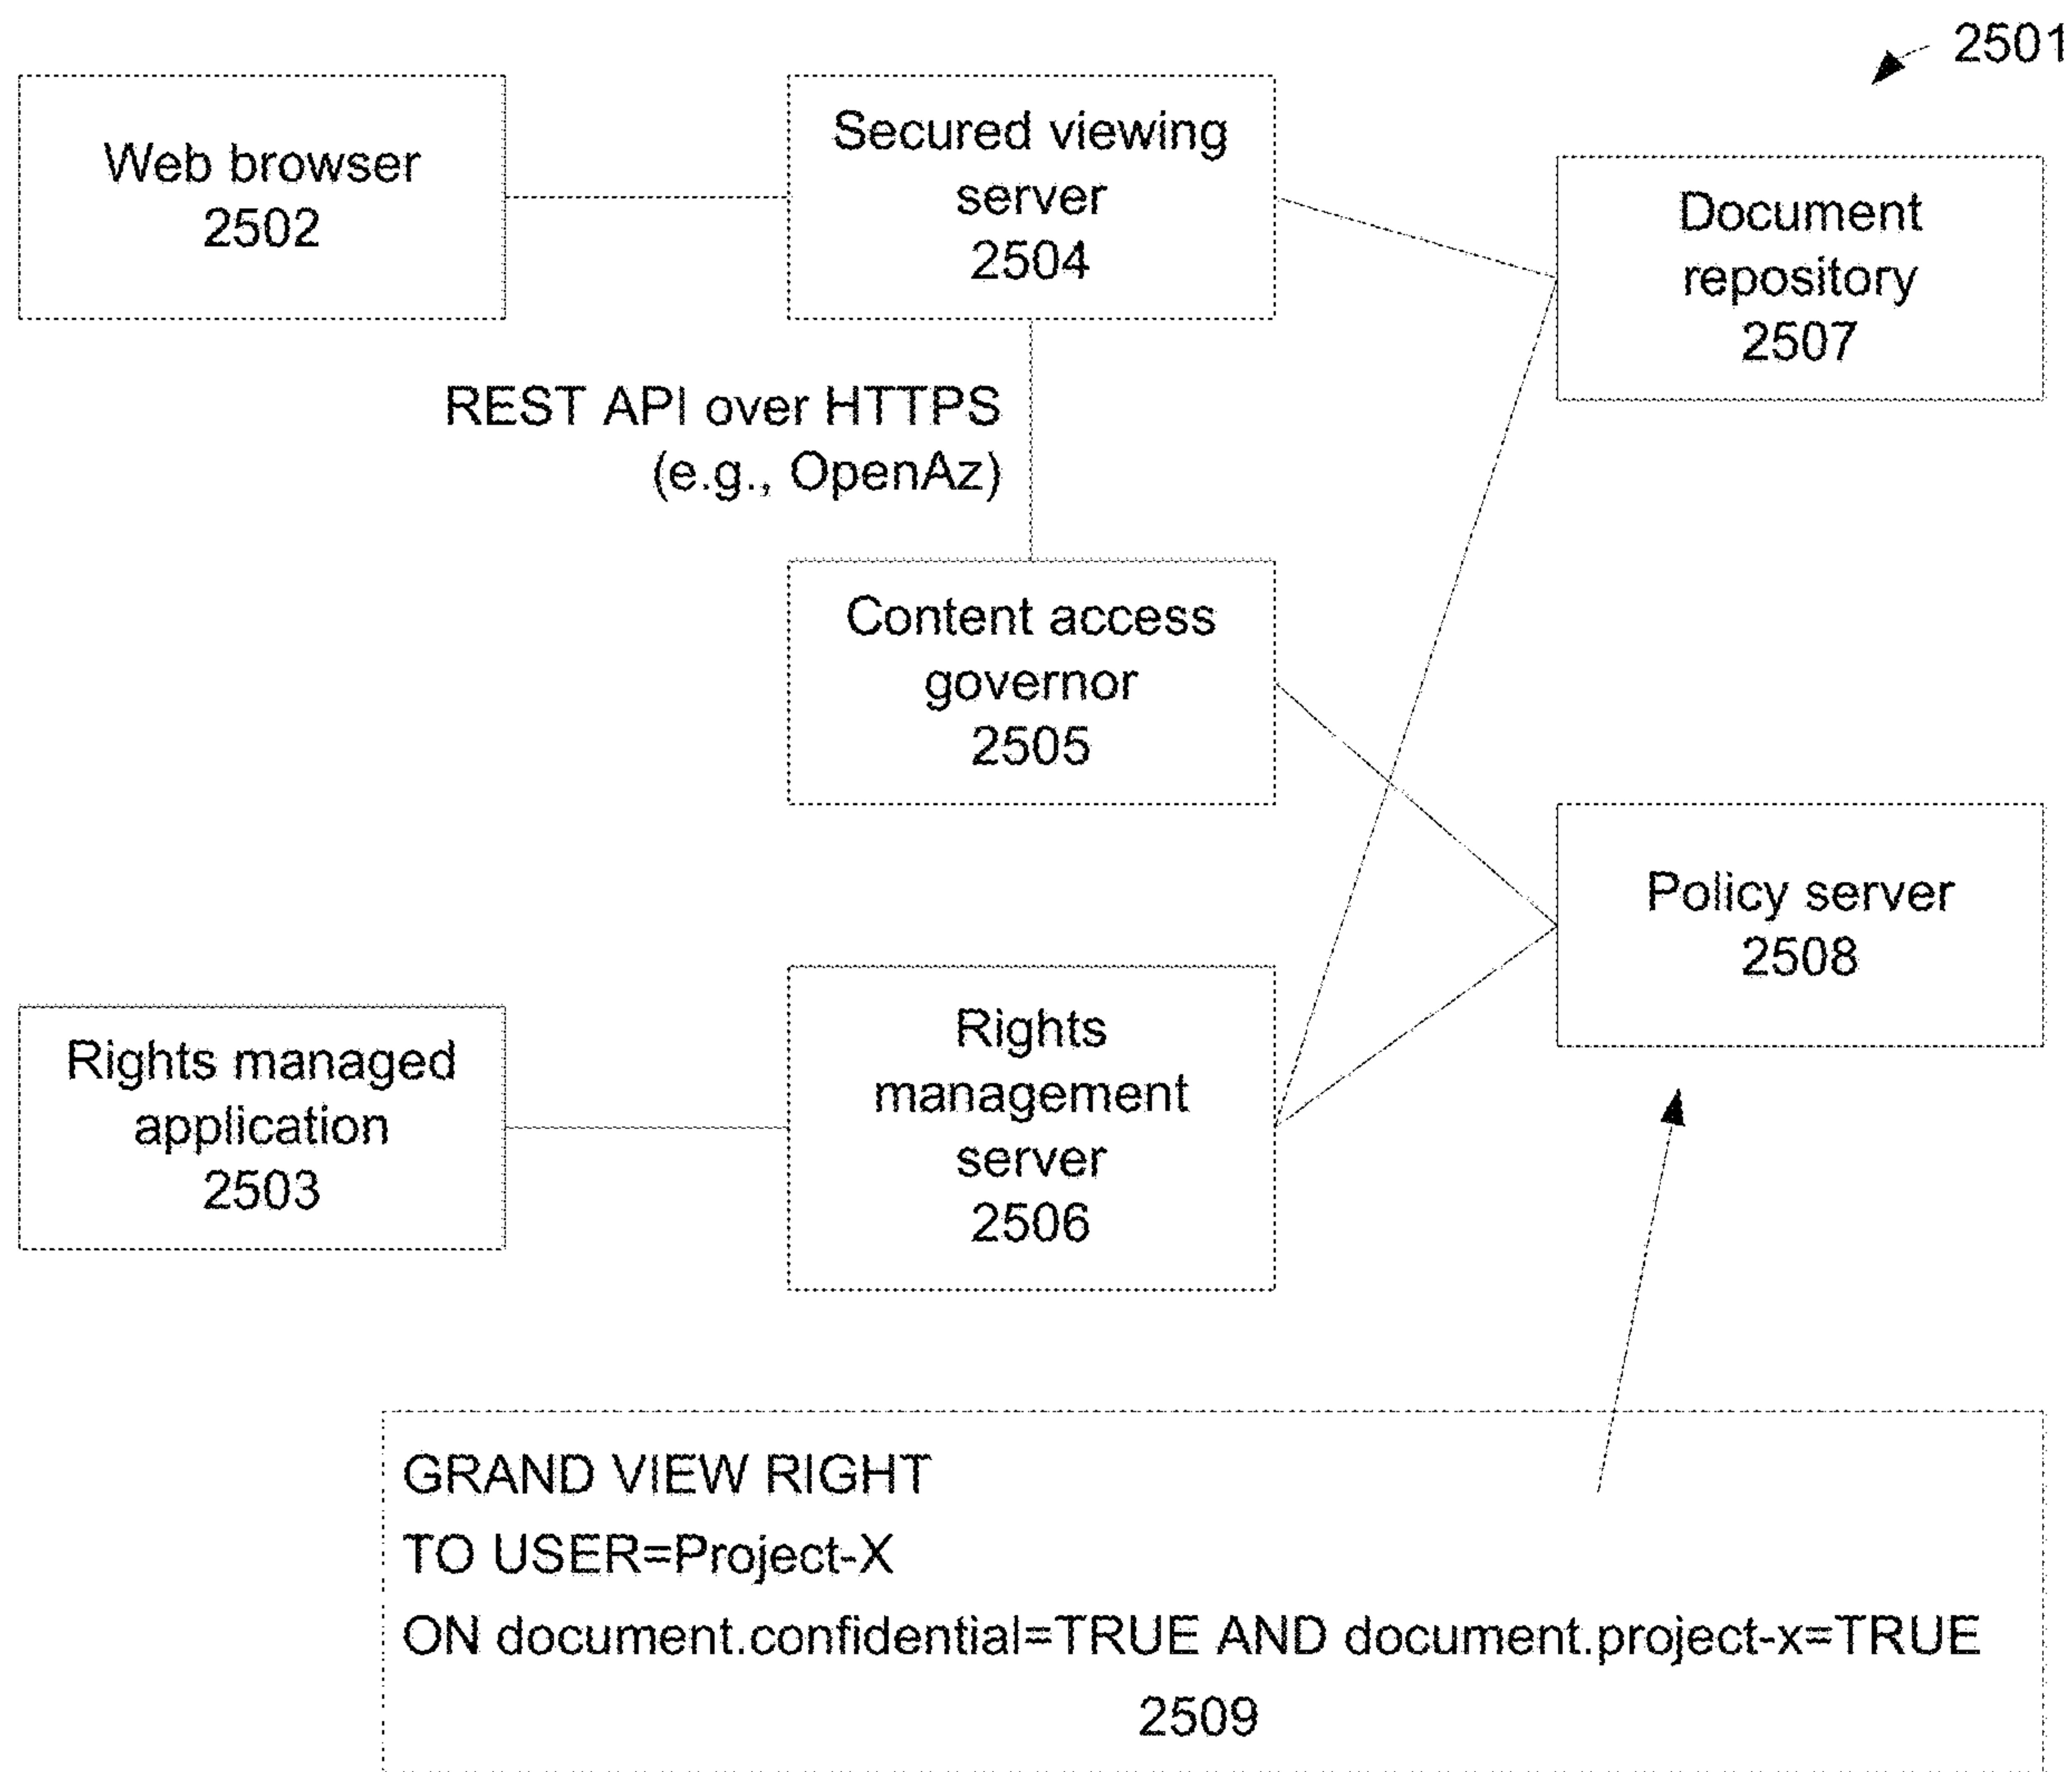 2501
Web browser
2502
Secured viewing
server
2504
Document
repository
2507
REST API over HTTPS
(e.g., OpenAz)
Content access
governor
2505
Policy server
2508
Rights managed
application
2503
Rights
management
server
2506
GRAND VIEW RIGHT
TO USER=Project-X
ON document.confidential=TRUE AND document.project-x=TRUE
2509